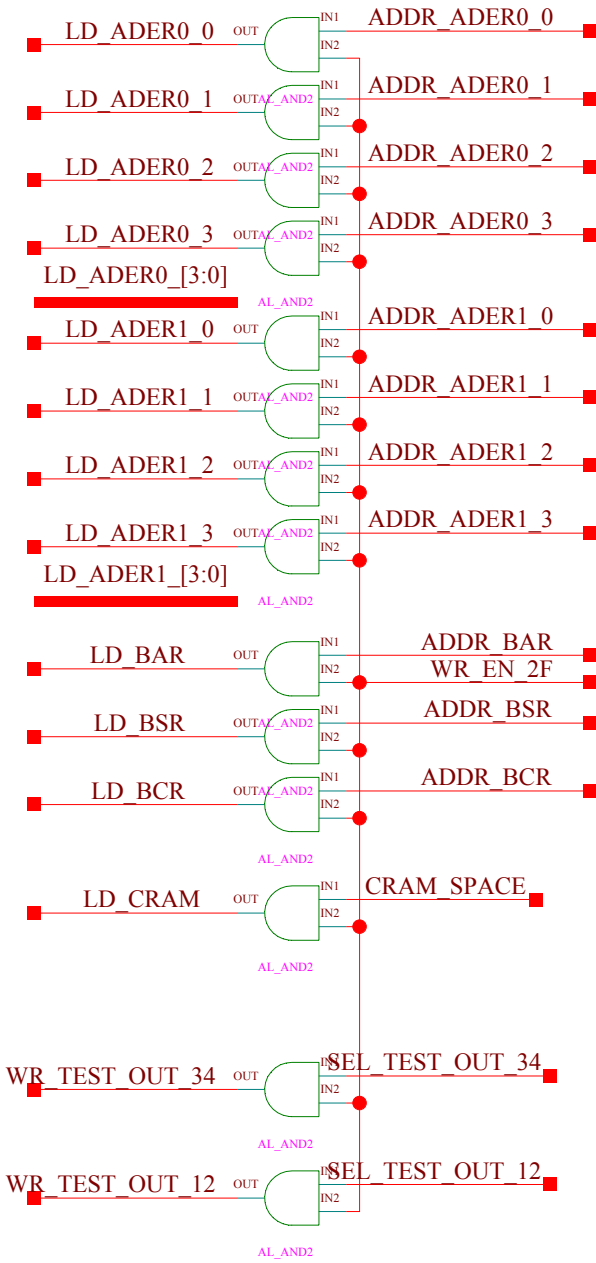 LD_ADER0_0 OUT IN1 ADDR_ADER0_0
IN2
LD_ADER0_1 OUT AL_AND2 IN1 ADDR_ADER0_1
IN2
LD_ADER0_2 OUT AL_AND2 IN1 ADDR_ADER0_2
IN2
LD_ADER0_3 OUT AL_AND2 IN1 ADDR_ADER0_3
IN2
LD_ADER0_[3:0]
AL_AND2
LD_ADER1_0 OUT IN1 ADDR_ADER1_0
IN2
LD_ADER1_1 OUT AL_AND2 IN1 ADDR_ADER1_1
IN2
LD_ADER1_2 OUT AL_AND2 IN1 ADDR_ADER1_2
IN2
LD_ADER1_3 OUT AL_AND2 IN1 ADDR_ADER1_3
IN2
LD_ADER1_[3:0]
AL_AND2
LD_BAR OUT IN1 ADDR_BAR
IN2 WR_EN_2F
LD_BSR OUT AL_AND2 IN1 ADDR_BSR
IN2
LD_BCR OUT AL_AND2 IN1 ADDR_BCR
IN2
AL_AND2
LD_CRAM OUT IN1 CRAM_SPACE
IN2
AL_AND2
WR_TEST_OUT_34 OUT IN1 SEL_TEST_OUT_34
IN2
AL_AND2
WR_TEST_OUT_12 OUT IN1 SEL_TEST_OUT_12
IN2
AL_AND2